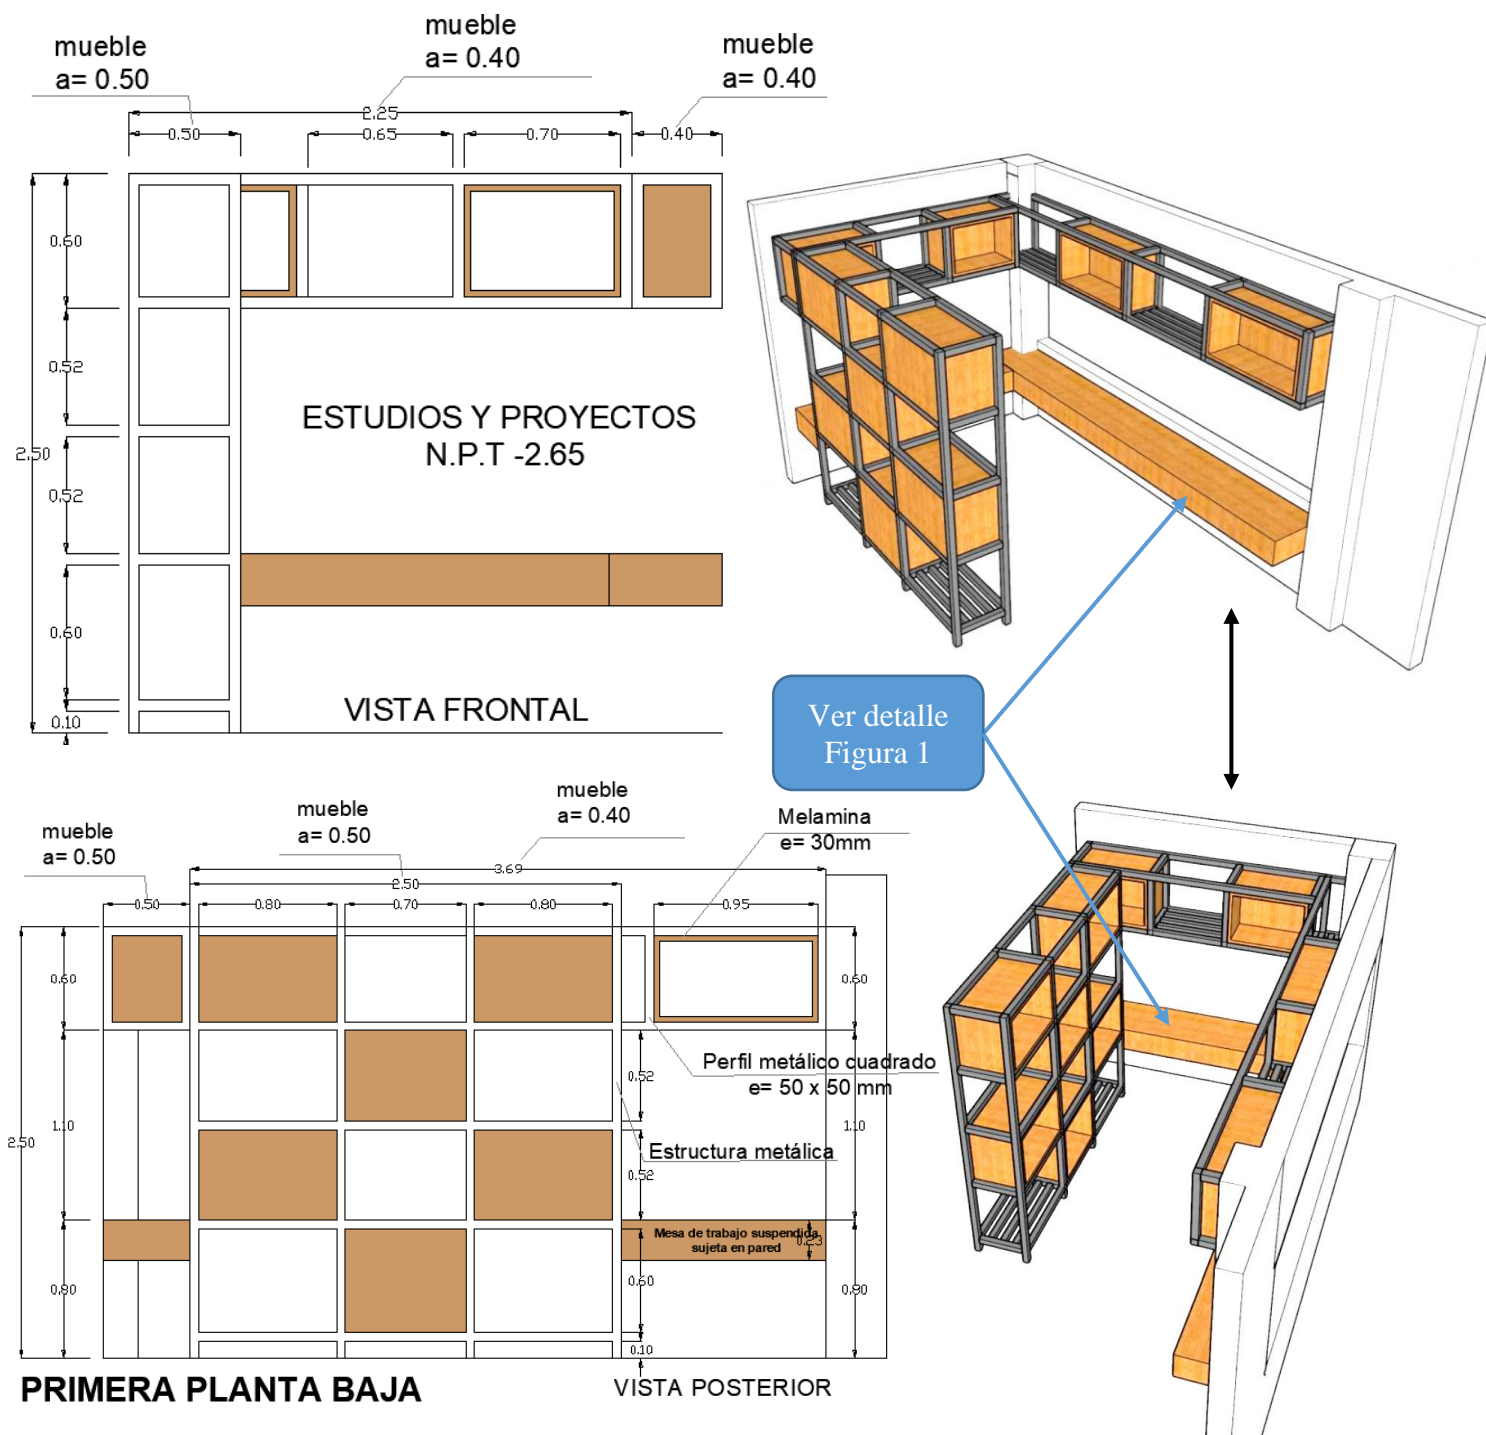 mueble
a= 0.50
mueble
a= 0.40
mueble
a= 0.40
2.25
0.50
0.65
0.70
0.40
0.60
0.52
2.50
0.52
0.60
0.10
ESTUDIOS Y PROYECTOS
N.P.T -2.65
VISTA FRONTAL
Ver detalle
Figura 1
mueble
a= 0.50
mueble
a= 0.50
mueble
a= 0.40
Melamina
e= 30mm
3.69
2.50
0.50
0.80
0.70
0.80
0.95
0.60
0.60
Perfil metálico cuadrado
e= 50 x 50 mm
0.52
1.10
2.50
1.10
Estructura metálica
0.52
Mesa de trabajo suspendida
sujeta en pared
0.23
0.60
0.80
0.80
0.10
PRIMERA PLANTA BAJA
VISTA POSTERIOR